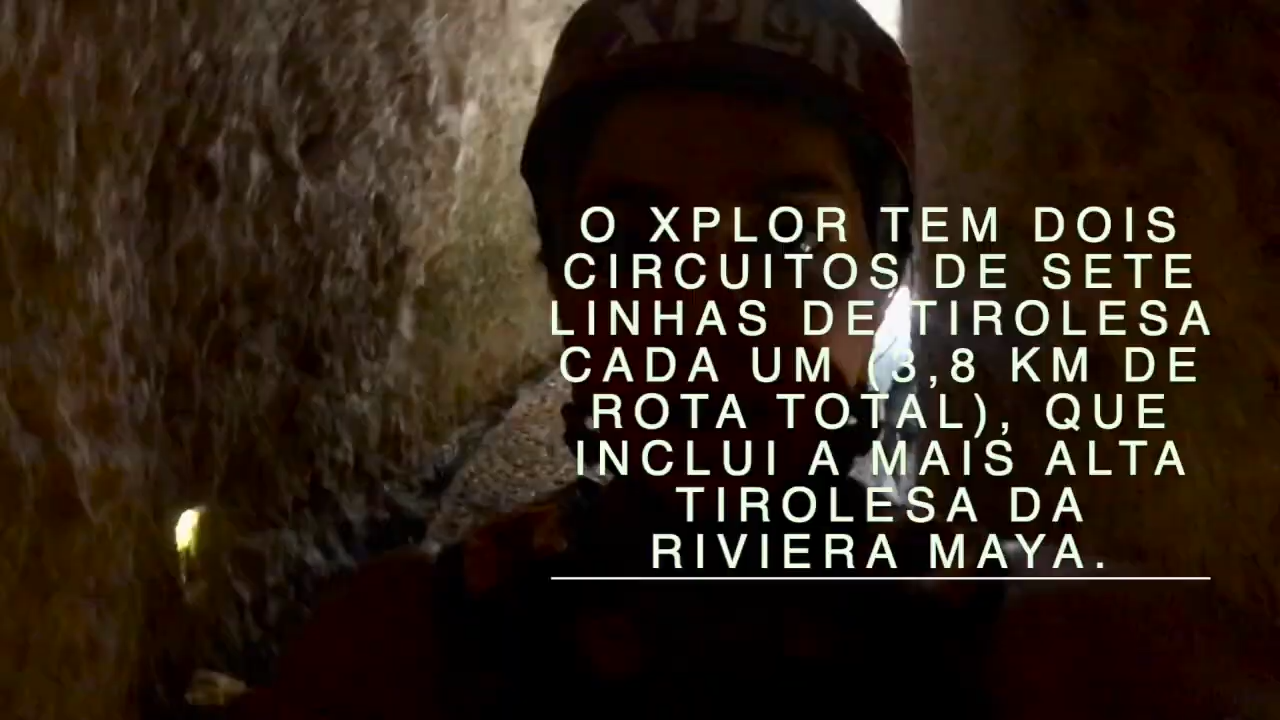 XPLOR
O XPLOR TEM DOIS
CIRCUITOS DE SETE
LINHAS DE TIROLESA
CADA UM (3,8 KM DE
ROTA TOTAL), QUE
INCLUI A MAIS ALTA
TIROLESA DA
RIVIERA MAYA.